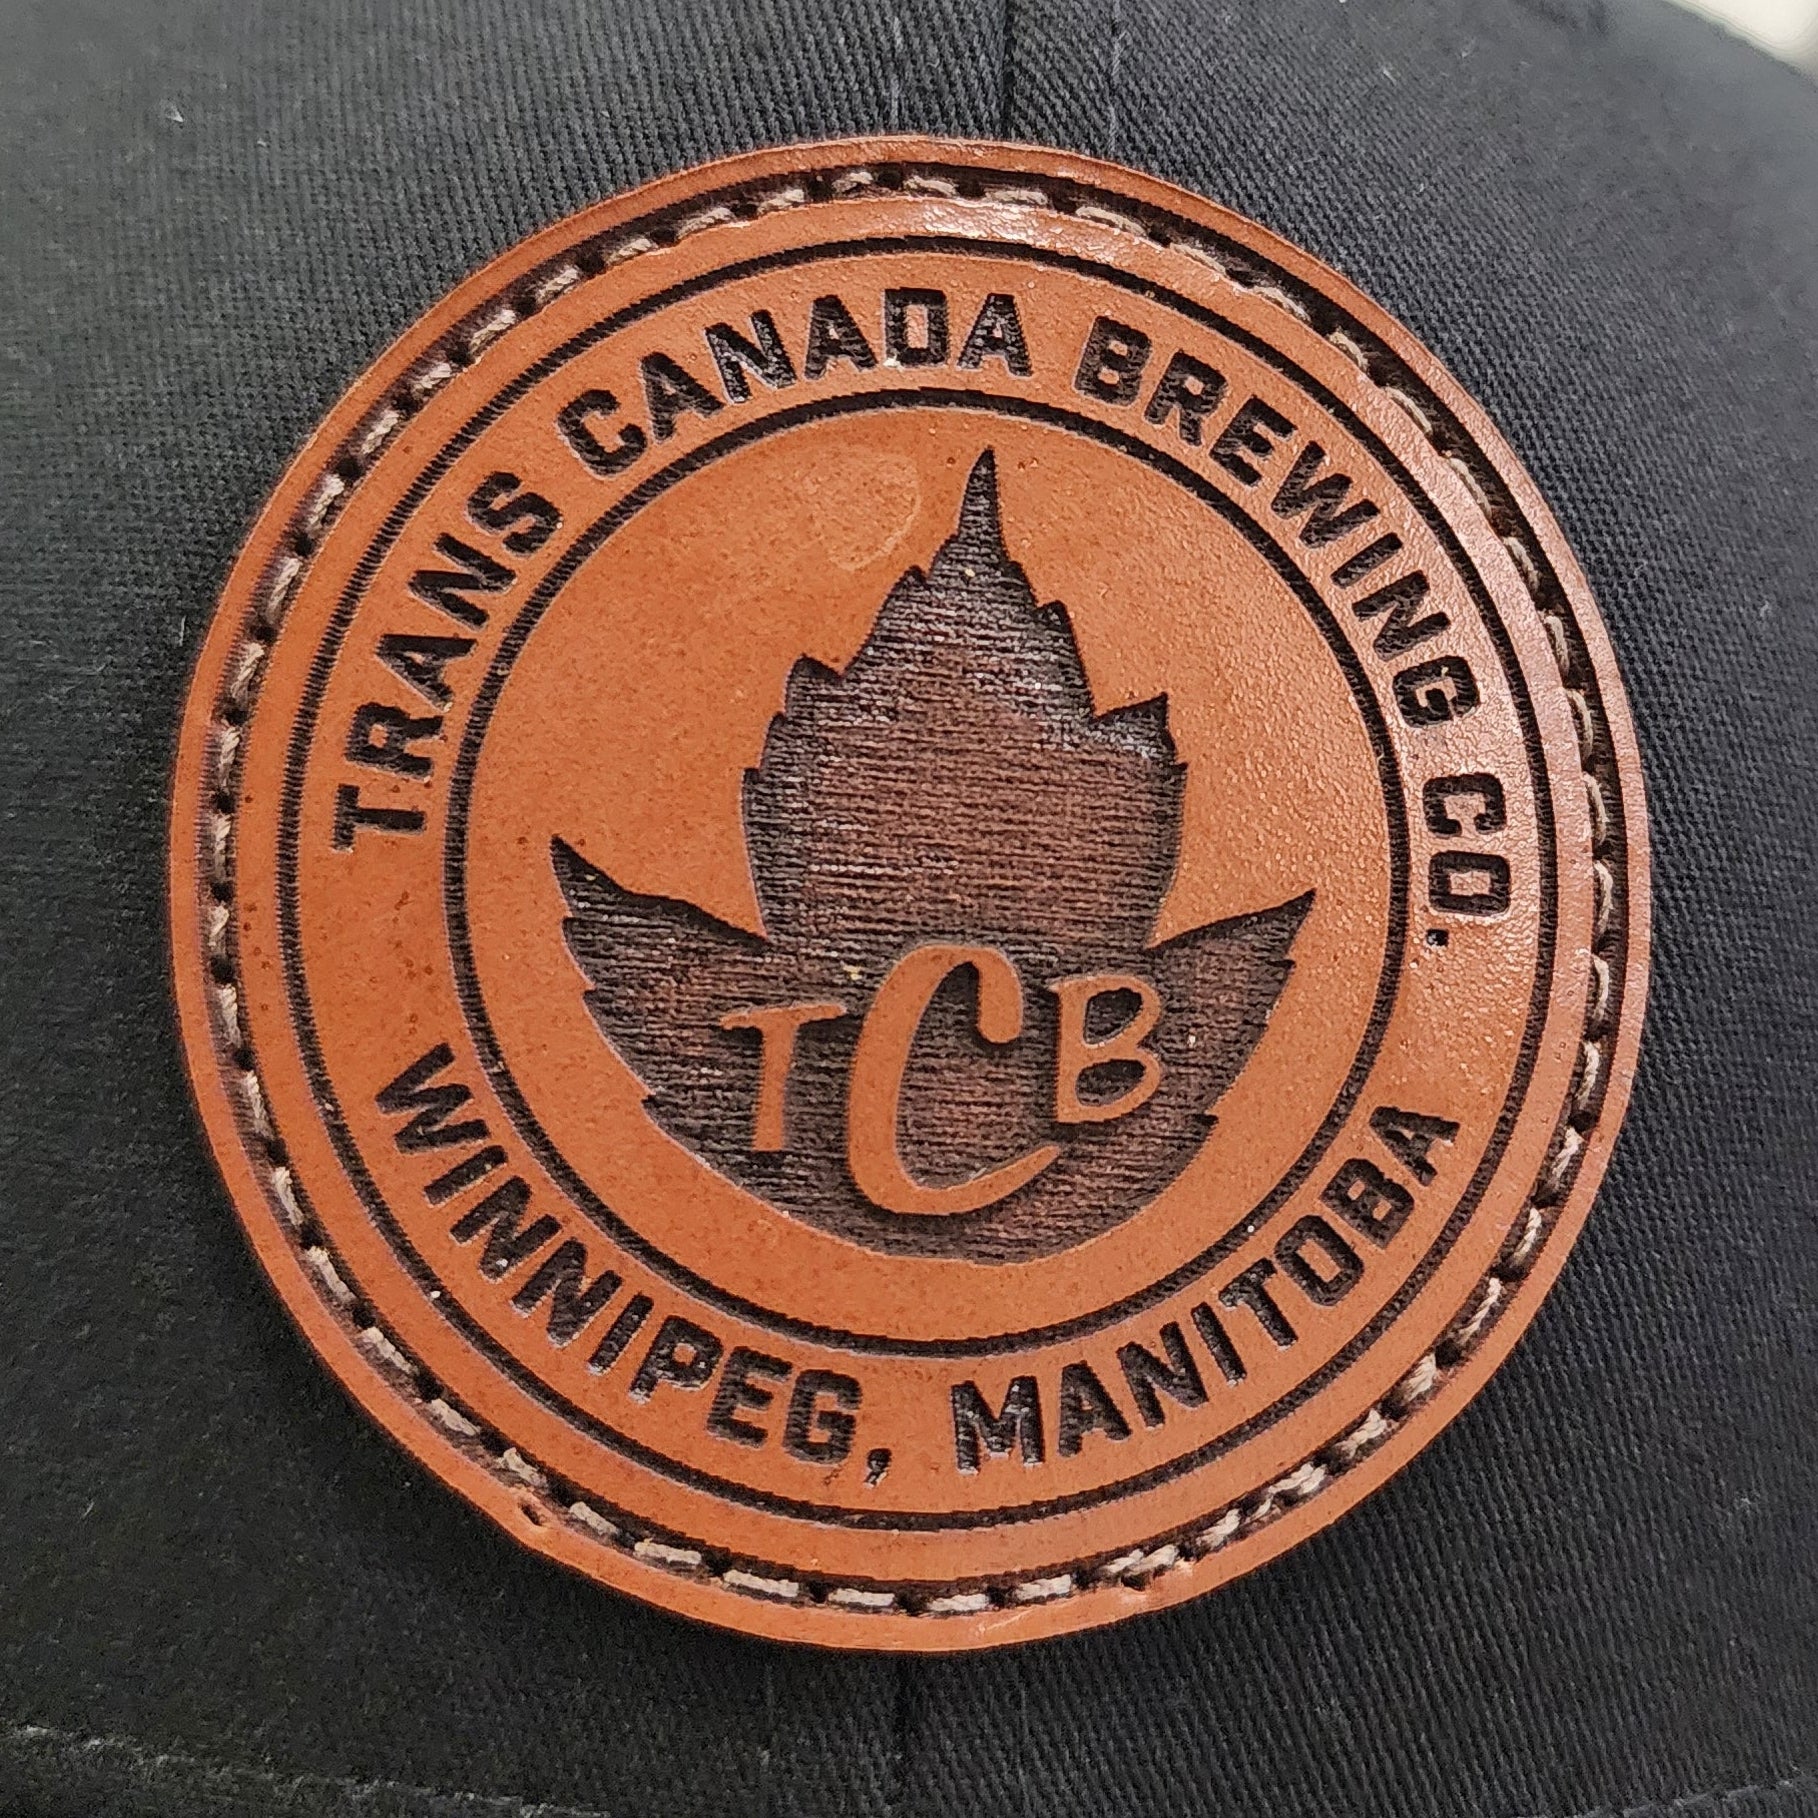 TRANS CANADA BREWING CO.
TCB
WINNIPEG, MANITOBA